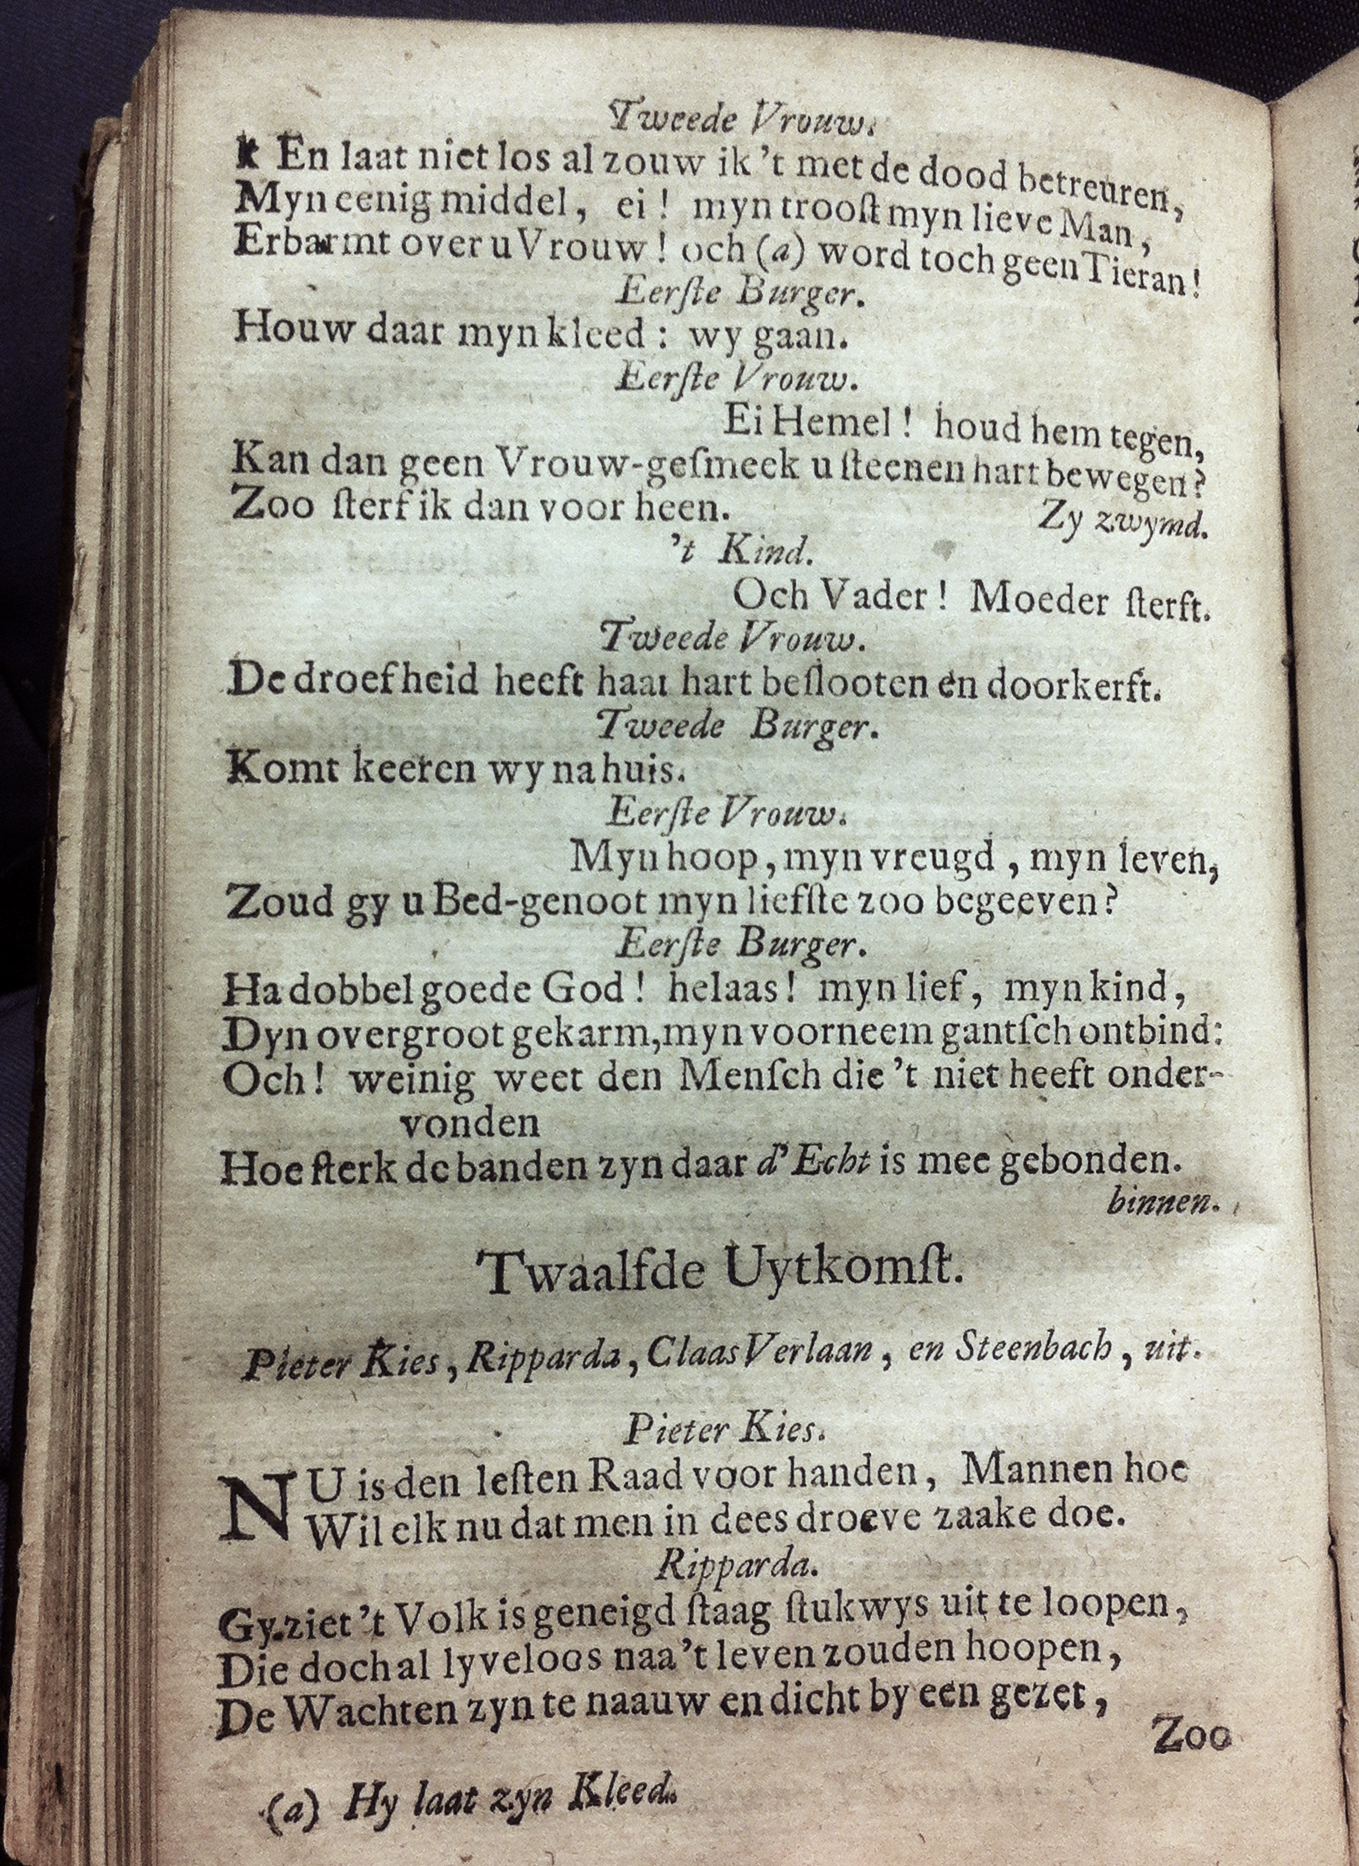 Tweede Vrouw.
k En laat niet los al zouw ik 't met de dood betreuren,
Myn eenig middel, ei! myn trooſt myn lieve Man,
Erbarmt over u Vrouw! och (a) word toch geen Tieran!
Eerſte Burger.
Houw daar myn kleed: wy gaan.
Eerſte Vrouw.
Ei Hemel! houd hem tegen,
Kan dan geen Vrouw-geſmeek u ſteenen hart bewegen?
Zoo ſterf ik dan voor heen. Zy zwymd.
't Kind.
Och Vader! Moeder ſterft.
Tweede Vrouw.
De droefheid heeft haar hart beſlooten en doorkerft.
Tweede Burger.
Komt keeren wy na huis.
Eerſte Vrouw.
Myn hoop, myn vreugd, myn leven,
Zoud gy u Bed-genoot myn liefſte zoo begeeven?
Eerſte Burger.
Ha dobbel goede God! helaas! myn lief, myn kind,
Dyn overgroot gekarm, myn voorneem gantſch ontbind:
Och! weinig weet den Menſch die 't niet heeft onder-
vonden
Hoe ſterk de banden zyn daar d' Echt is mee gebonden.
binnen.
Twaalfde Uytkomſt.
Pieter Kies, Ripparda, Claas Verlaan, en Steenbach, uit.
Pieter Kies.
NU is den leſten Raad voor handen, Mannen hoe
Wil elk nu dat men in dees droeve zaake doe.
Ripparda.
Gy ziet 't Volk is geneigd ſtaag ſtukwys uit te loopen,
Die doch al lyveloos naa 't leven zouden hoopen,
De Wachten zyn te naauw en dicht by een gezet,
Zoo
(a) Hy laat zyn Kleed.